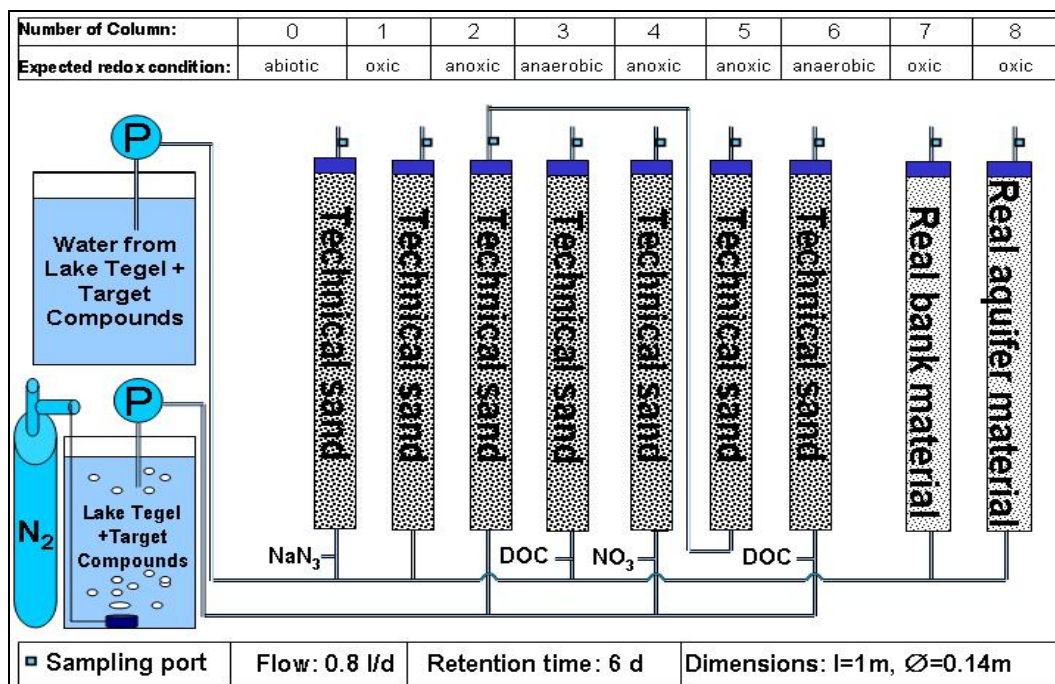 Number of Column: 0 1 2 3 4 5 6 7 8
Expected redox condition: abiotic oxic anoxic anaerobic anoxic anoxic anaerobic oxic oxic
P
Water from
Lake Tegel +
Target
Compounds
P
N2
Lake Tegel
+Target
Compounds
Technical sand
Technical sand
Technical sand
Technical sand
Technical sand
Technical sand
Technical sand
Real bank material
Real aquifer material
NaN3
DOC
NO3
DOC
Sampling port
Flow: 0.8 l/d
Retention time: 6 d
Dimensions: l=1m, Ø=0.14m